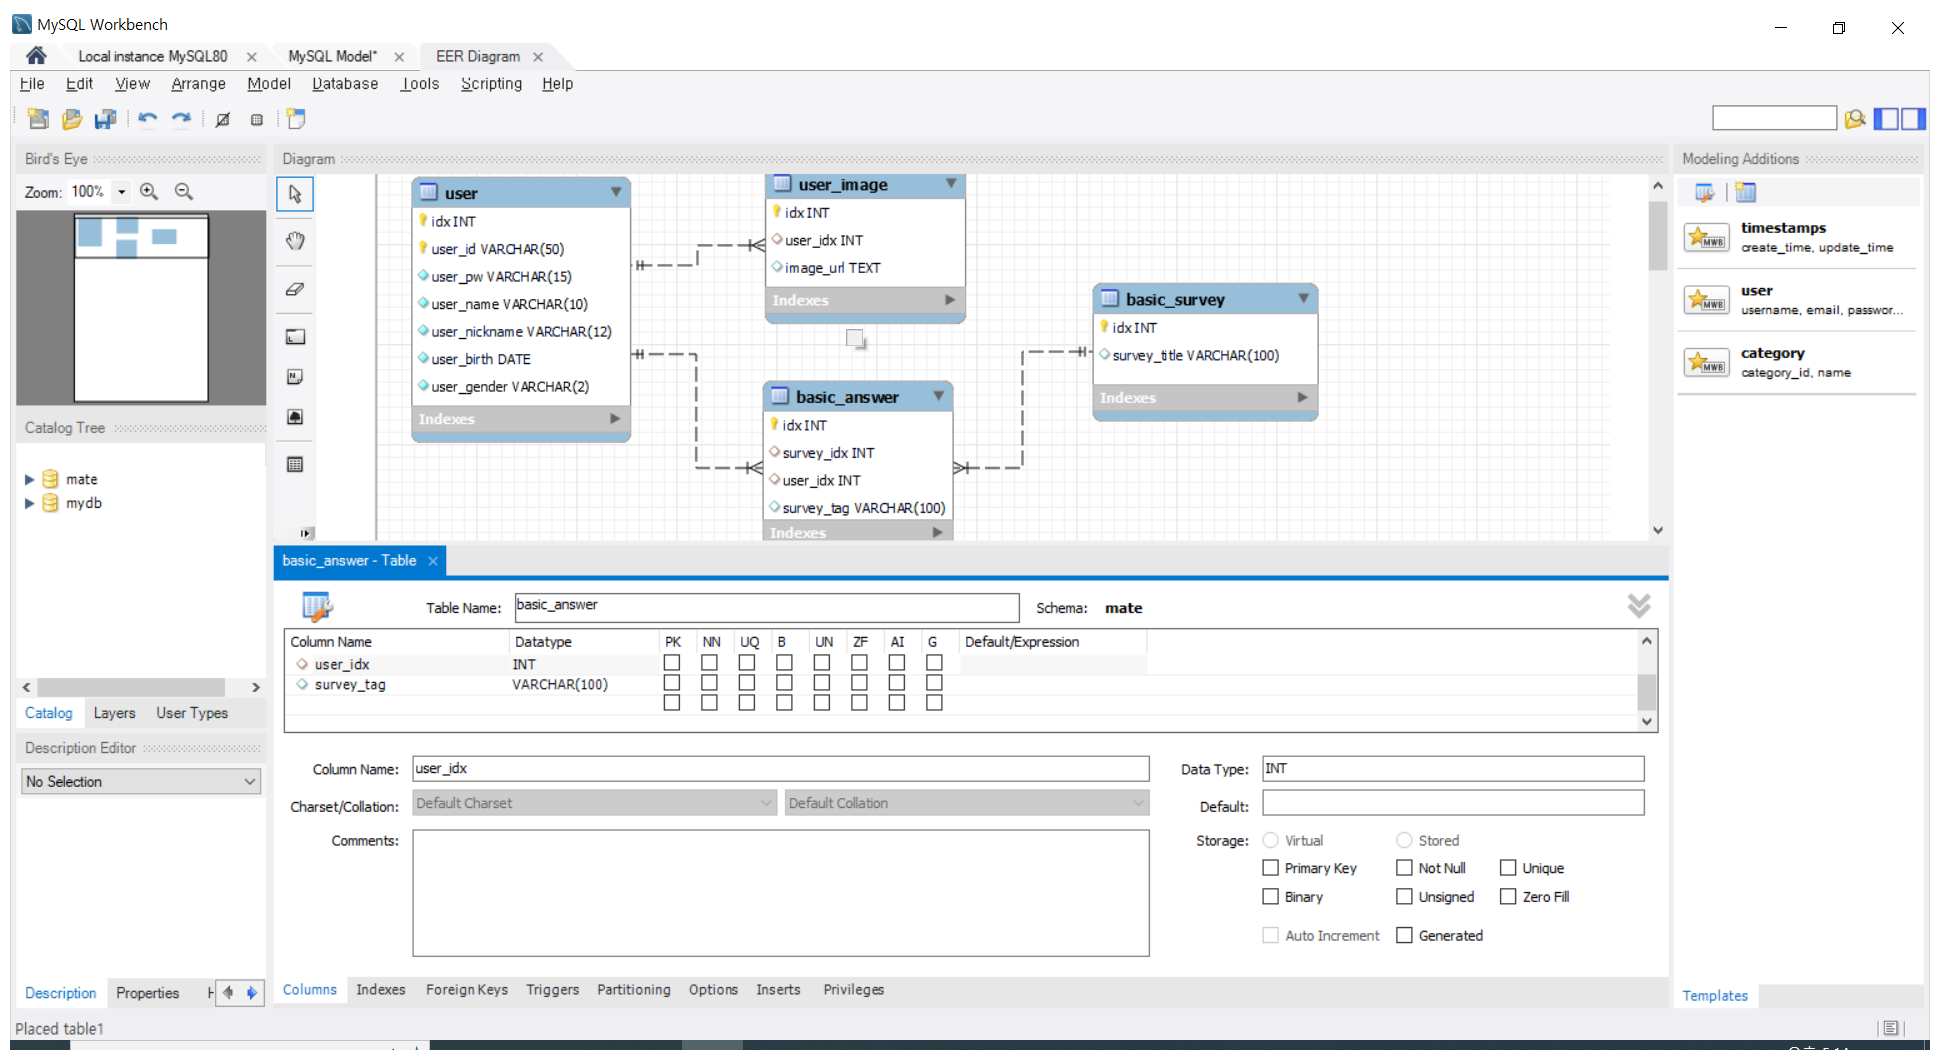 MySQL Workbench
Local instance MySQL80
MySQL Model*
EER Diagram
File Edit View Arrange Model Database Tools Scripting Help
Bird's Eye
Zoom: 100%
Catalog Tree
mate
mydb
Catalog Layers User Types
Description Editor
No Selection
Description Properties
Diagram
user
idx INT
user_id VARCHAR(50)
user_pw VARCHAR(15)
user_name VARCHAR(10)
user_nickname VARCHAR(12)
user_birth DATE
user_gender VARCHAR(2)
Indexes
user_image
idx INT
user_idx INT
image_url TEXT
Indexes
basic_answer
idx INT
survey_idx INT
user_idx INT
survey_tag VARCHAR(100)
Indexes
basic_survey
idx INT
survey_title VARCHAR(100)
Indexes
Modeling Additions
MWB
timestamps
create_time, update_time
MWB
user
username, email, passwor...
MWB
category
category_id, name
Templates
basic_answer - Table
Table Name: basic_answer Schema: mate
Column Name Datatype PK NN UQ B UN ZF AI G Default/Expression
user_idx INT
survey_tag VARCHAR(100)
Column Name: user_idx Data Type: INT
Charset/Collation: Default Charset Default Collation Default:
Comments: Storage: Virtual Stored
Primary Key Not Null Unique
Binary Unsigned Zero Fill
Auto Increment Generated
Columns Indexes Foreign Keys Triggers Partitioning Options Inserts Privileges
Placed table1